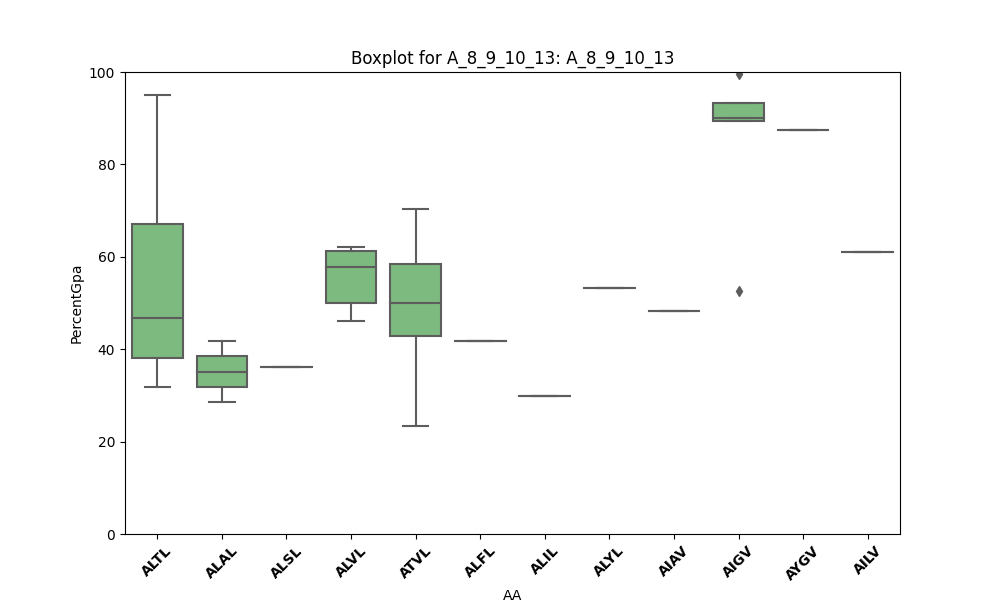 Boxplot for A_8_9_10_13: A_8_9_10_13
100
80
60
40
20
0
PercentGpa
ALTL
ALAL
ALSL
ALVL
ATVL
ALFL
ALIL
ALYL
AIAV
AIGV
AYGV
AILV
AA